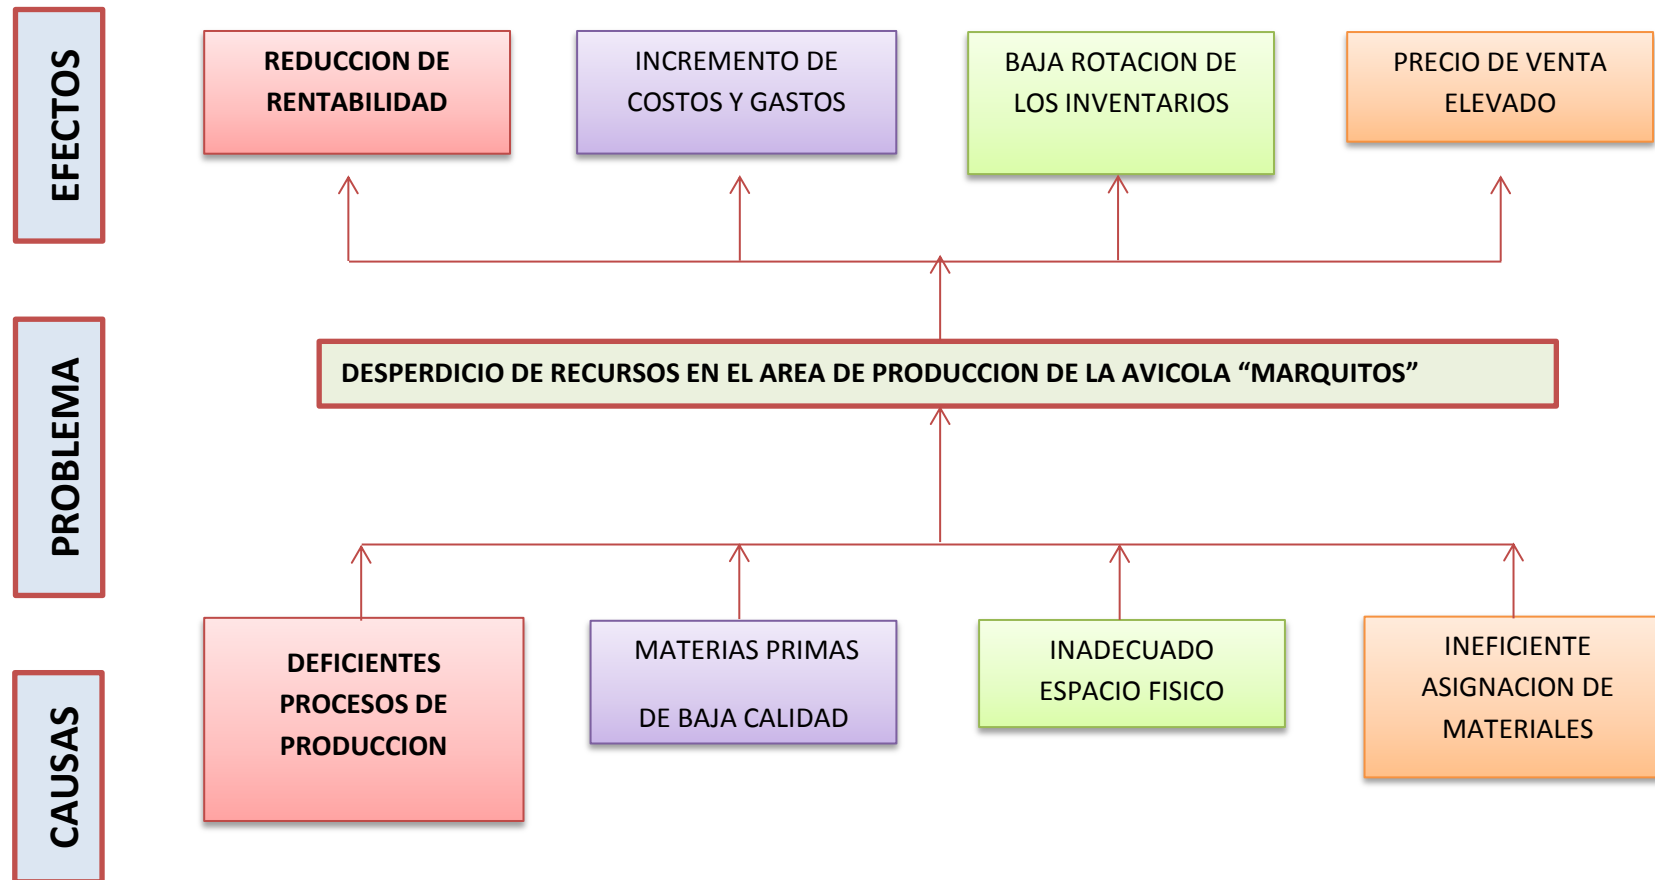 EFECTOS
REDUCCION DE
RENTABILIDAD
INCREMENTO DE
COSTOS Y GASTOS
BAJA ROTACION DE
LOS INVENTARIOS
PRECIO DE VENTA
ELEVADO
PROBLEMA
DESPERDICIO DE RECURSOS EN EL AREA DE PRODUCCION DE LA AVICOLA “MARQUITOS”
CAUSAS
DEFICIENTES
PROCESOS DE
PRODUCCION
MATERIAS PRIMAS
DE BAJA CALIDAD
INADECUADO
ESPACIO FISICO
INEFICIENTE
ASIGNACION DE
MATERIALES